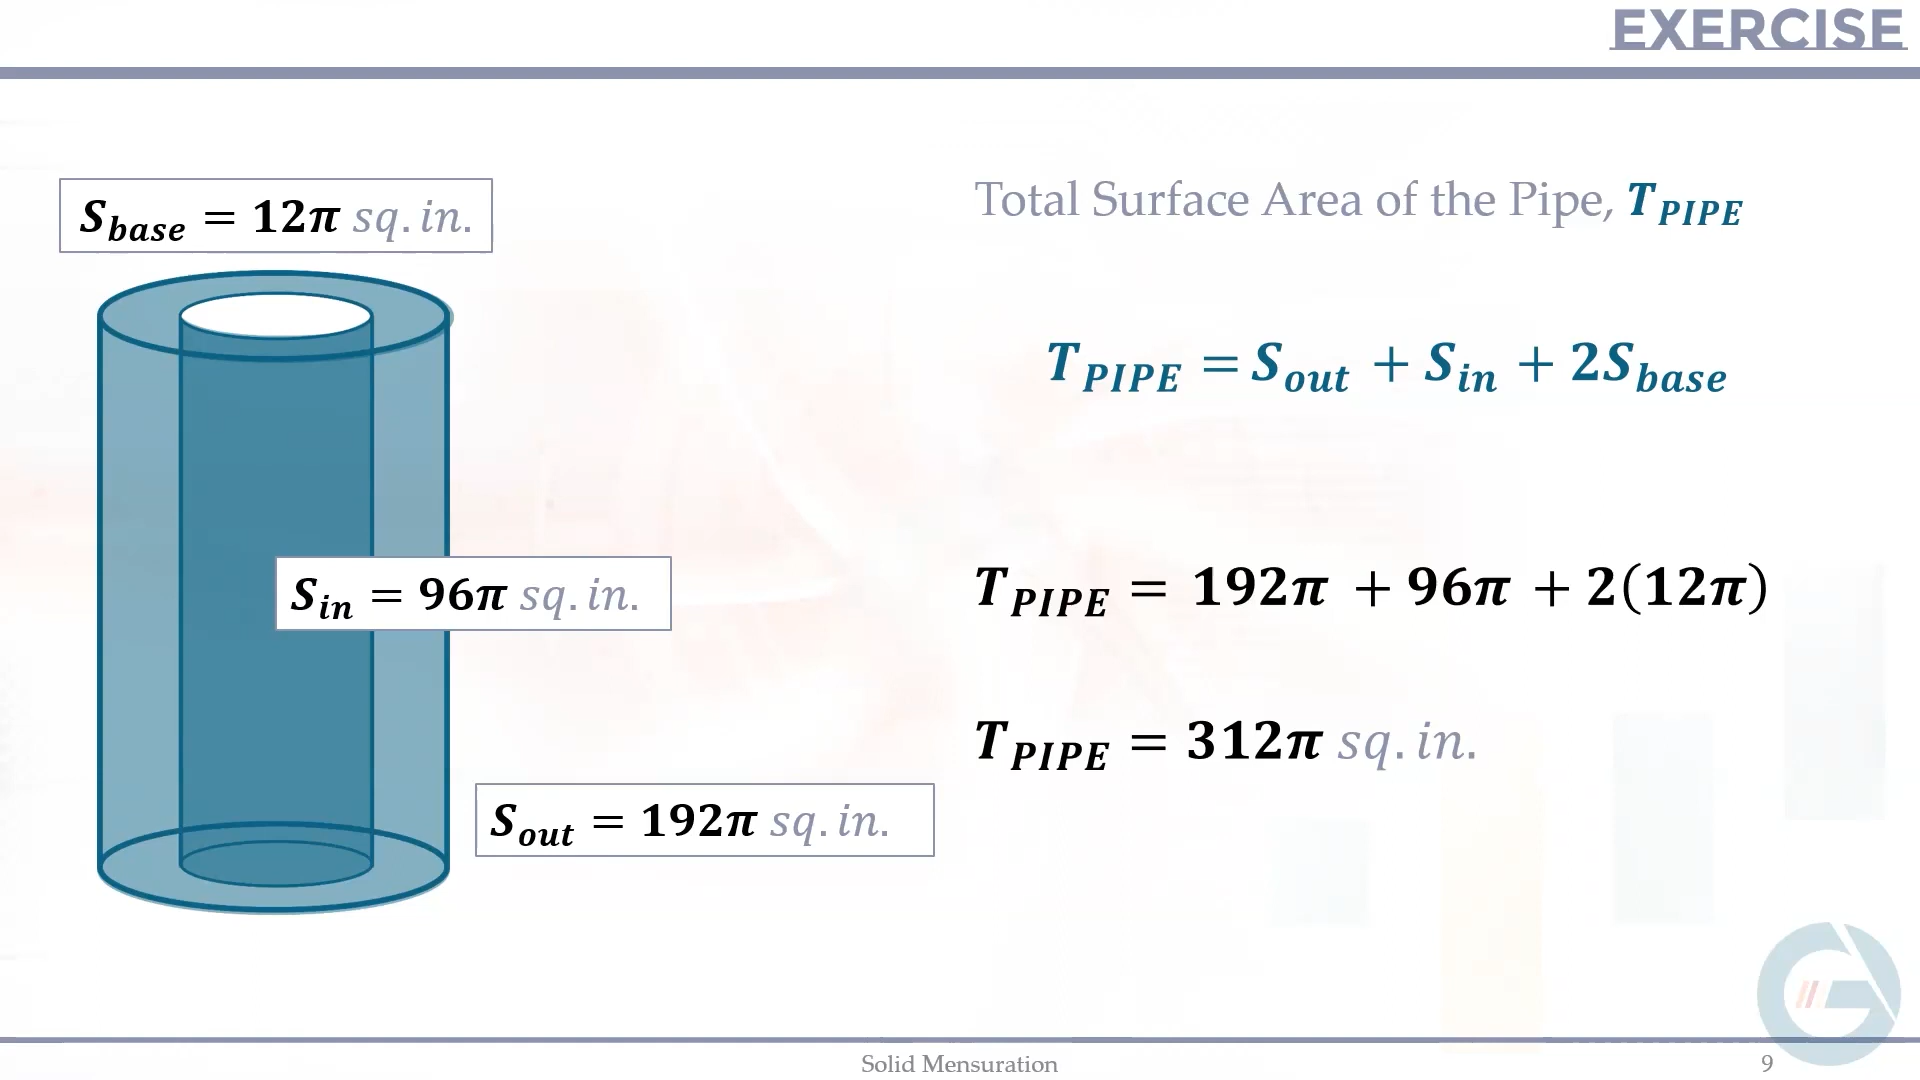 EXERCISE
S_base = 12π sq. in.
Total Surface Area of the Pipe, T_PIPE
T_PIPE = S_out + S_in + 2S_base
S_in = 96π sq. in.
T_PIPE = 192π + 96π + 2(12π)
T_PIPE = 312π sq. in.
S_out = 192π sq. in.
Solid Mensuration
9